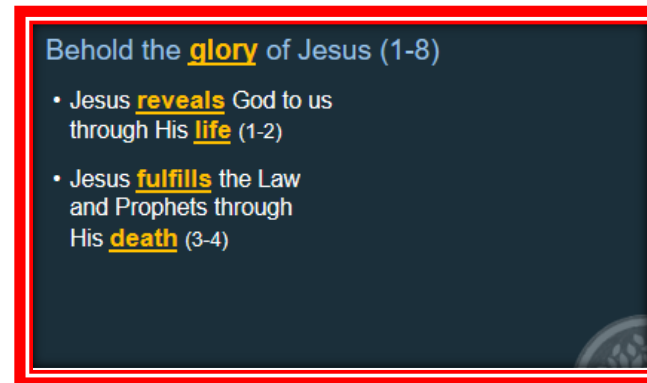 Behold the glory of Jesus (1-8)
• Jesus reveals God to us
through His life (1-2)
• Jesus fulfills the Law
and Prophets through
His death (3-4)